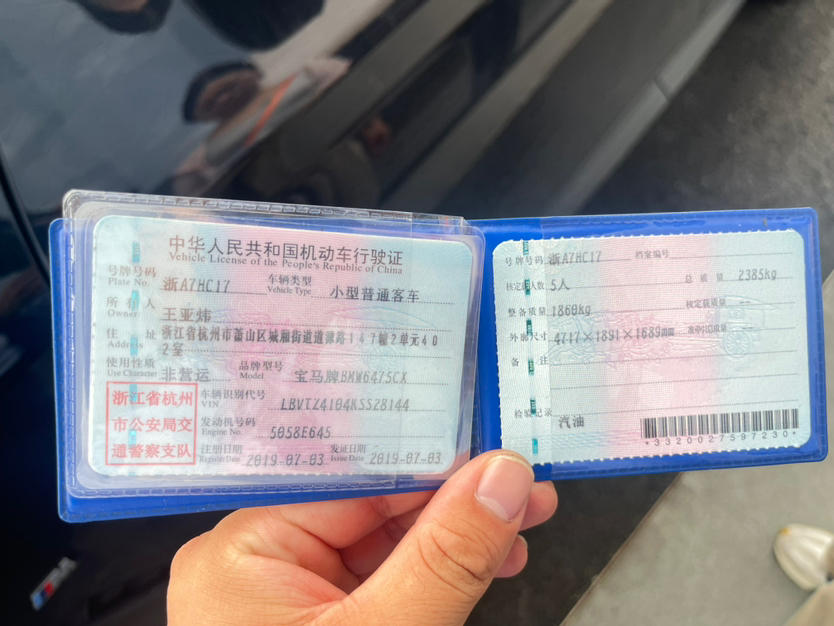 中华人民共和国机动车行驶证
Vehicle License of the People's Republic of China
号牌号码 浙A7HC17 车辆类型 小型普通客车
Plate No. Vehicle Type
所有人 王亚炜
Owner
住址 浙江省杭州市萧山区城厢街道道源路147幢2单元40
Address 2室
使用性质 非营运 品牌型号 宝马牌BMW6475CX
Use Character Model
浙江省杭州
市公安局交
通警察支队
车辆识别代号 LBVTZ4104KSS28144
VIN
发动机号码 5058E645
Engine No.
注册日期 2019-07-03 发证日期 2019-07-03
Register Date Issue Date
号牌号码 浙A7HC17 档案编号
核定载人数 5人 总质量 2385kg
整备质量 1860kg 核定载质量 --
外廓尺寸 4717×1891×1689mm 准牵引总质量 --
备注
检验记录 汽油
*3320027597230*
M